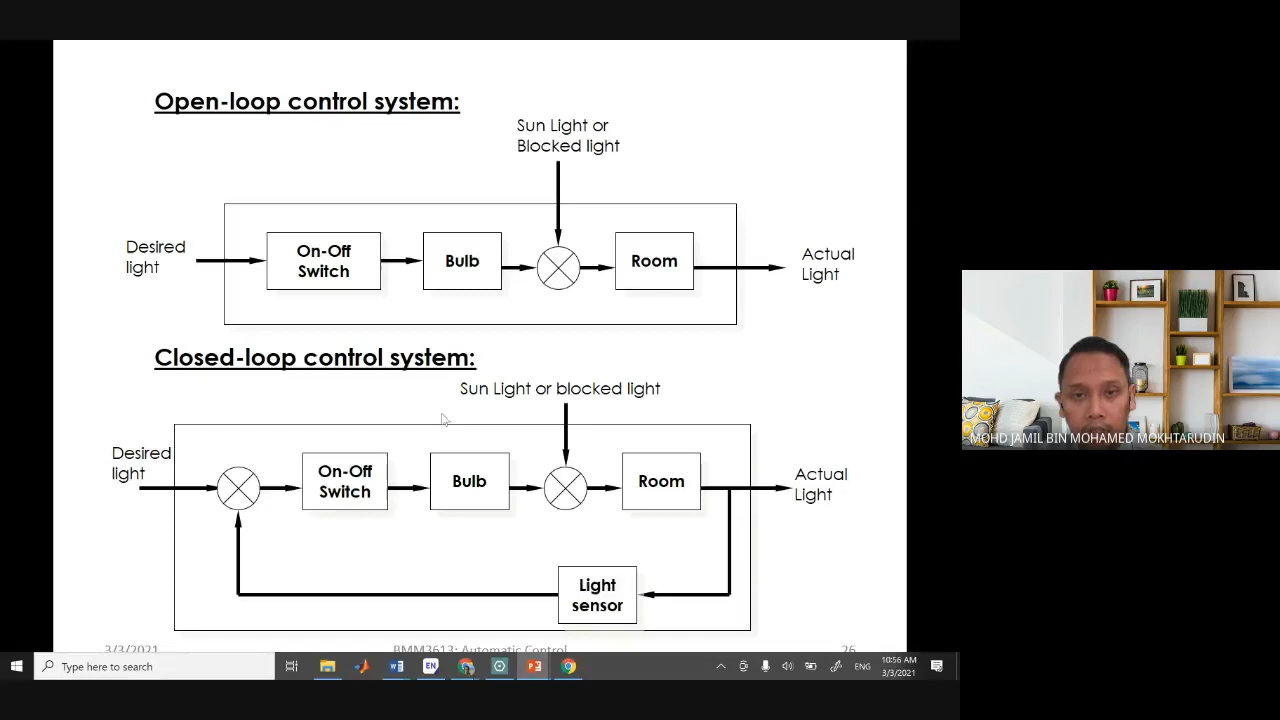 Open-loop control system:
Sun Light or
Blocked light
Desired
light
On-Off
Switch
Bulb
Room
Actual
Light
Closed-loop control system:
Sun Light or blocked light
Desired
light
On-Off
Switch
Bulb
Room
Actual
Light
Light
sensor
3/3/2021
BMM3613: Automatic Control
26
MOHD JAMIL BIN MOHAMED MOKHTARUDIN
Type here to search
EN
ENG
10:56 AM
3/3/2021